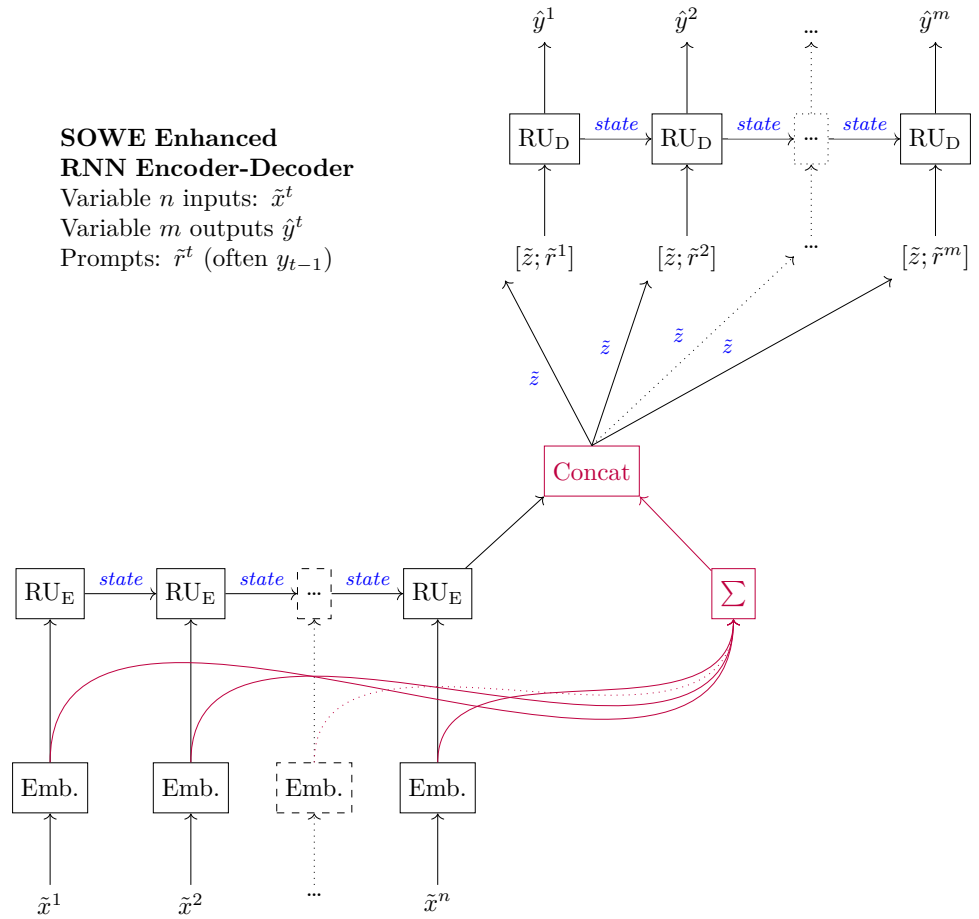 ŷ¹ ŷ² ... ŷᵐ
SOWE Enhanced
RNN Encoder-Decoder
Variable n inputs: x̃ᵗ
Variable m outputs ŷᵗ
Prompts: r̃ᵗ (often yₜ₋₁)
RU_D state RU_D state ... state RU_D
[z̃; r̃¹] [z̃; r̃²] ... [z̃; r̃ᵐ]
z̃ z̃ z̃ z̃
Concat
RU_E state RU_E state ... state RU_E ∑
Emb. Emb. Emb. Emb.
x̃¹ x̃² ... x̃ⁿ